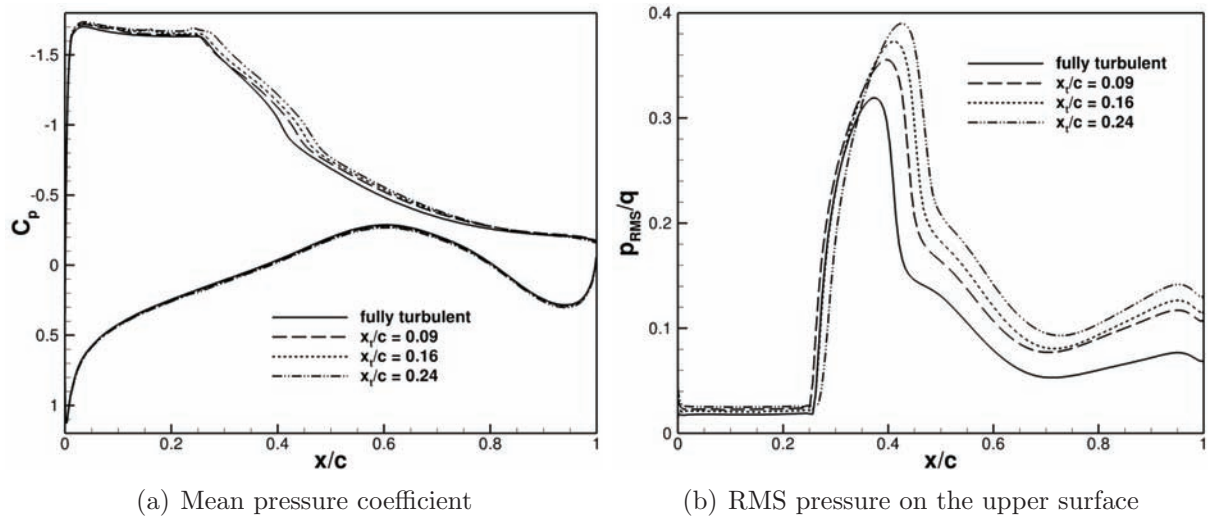 -1.5
-1
-0.5
0
0.5
1
C_p
0 0.2 0.4 0.6 0.8 1
x/c
fully turbulent
x_t/c = 0.09
x_t/c = 0.16
x_t/c = 0.24
(a) Mean pressure coefficient
0.4
0.3
0.2
0.1
0
p_RMS/q
0 0.2 0.4 0.6 0.8 1
x/c
fully turbulent
x_t/c = 0.09
x_t/c = 0.16
x_t/c = 0.24
(b) RMS pressure on the upper surface